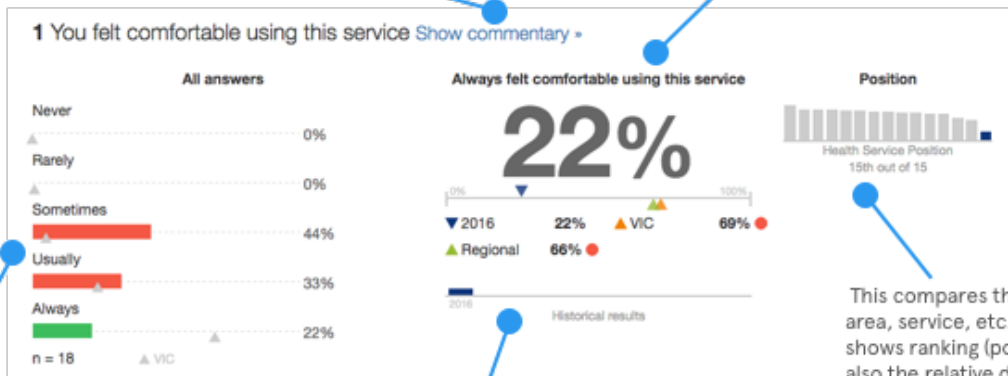 1 You felt comfortable using this service Show commentary »
All answers
Never
0%
Rarely
0%
Sometimes
44%
Usually
33%
Always
22%
n = 18 ▲ VIC
Always felt comfortable using this service
22%
0% 100%
▼ 2016 22% ▲ VIC 69%
▲ Regional 66%
2016
Historical results
Position
Health Service Position
15th out of 15
This compares th
area, service, etc
shows ranking (po
also the relative d